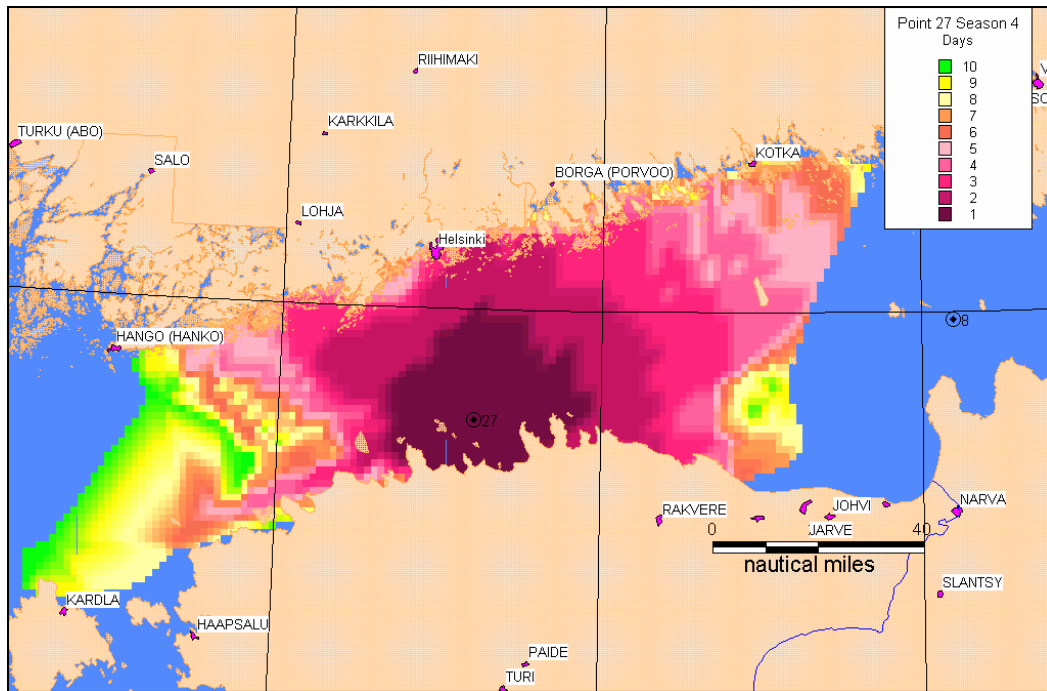 Point 27 Season 4
Days
10
9
8
7
6
5
4
3
2
1
RIIHIMAKI
TURKU (ABO)
KARKKILA
SALO
KOTKA
BORGA (PORVOO)
LOHJA
Helsinki
HANGO (HANKO)
8
27
RAKVERE
JOHVI
NARVA
JARVE
0
40
nautical miles
SLANTSY
KARDLA
HAAPSALU
PAIDE
TURI